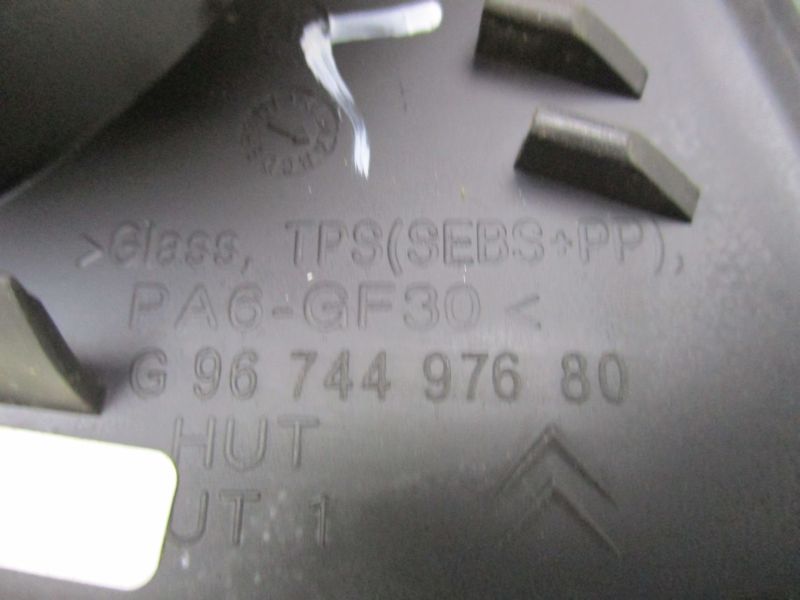 >Glass, TPS(SEBS+PP),
PA6-GF30<
G 96 744 976 80
HUT
UT 1